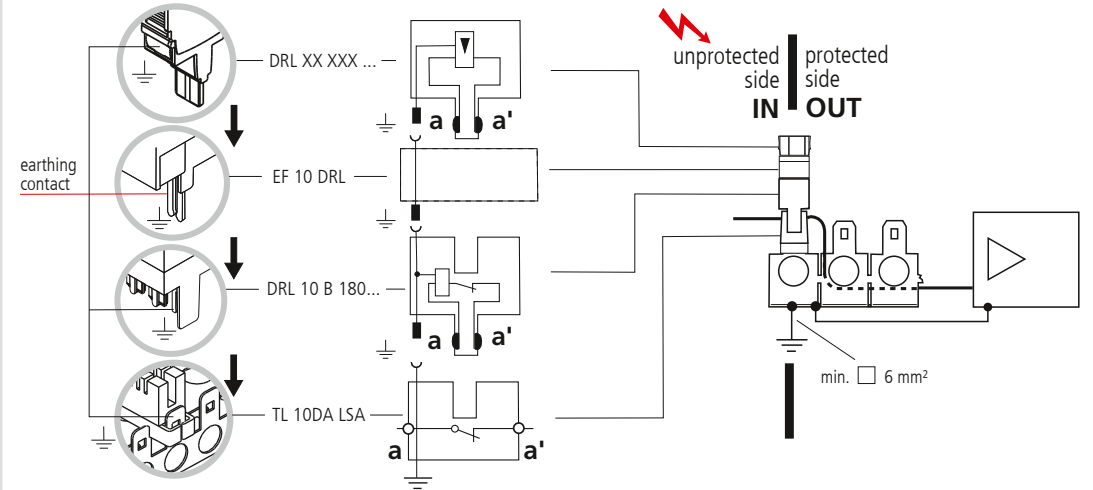 DRL XX XXX ...
a a'
earthing
contact
EF 10 DRL
DRL 10 B 180...
a a'
TL 10DA LSA
a a'
unprotected
side
IN
protected
side
OUT
min. □ 6 mm²